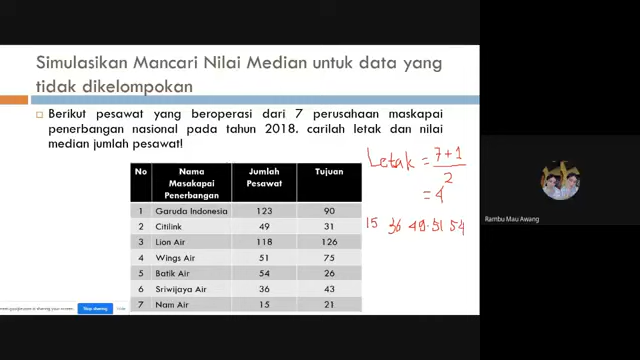 Simulasikan Mancari Nilai Median untuk data yang
tidak dikelompokan
Berikut pesawat yang beroperasi dari 7 perusahaan maskapai
penerbangan nasional pada tahun 2018. carilah letak dan nilai
median jumlah pesawat!
Letak = 7+1
2
= 4
15 36 49 51 54
No Nama Masakapai Penerbangan Jumlah Pesawat Tujuan
1 Garuda Indonesia 123 90
2 Citilink 49 31
3 Lion Air 118 126
4 Wings Air 51 75
5 Batik Air 54 26
6 Sriwijaya Air 36 43
7 Nam Air 15 21
Rambu Mau Awang
Stop sharing